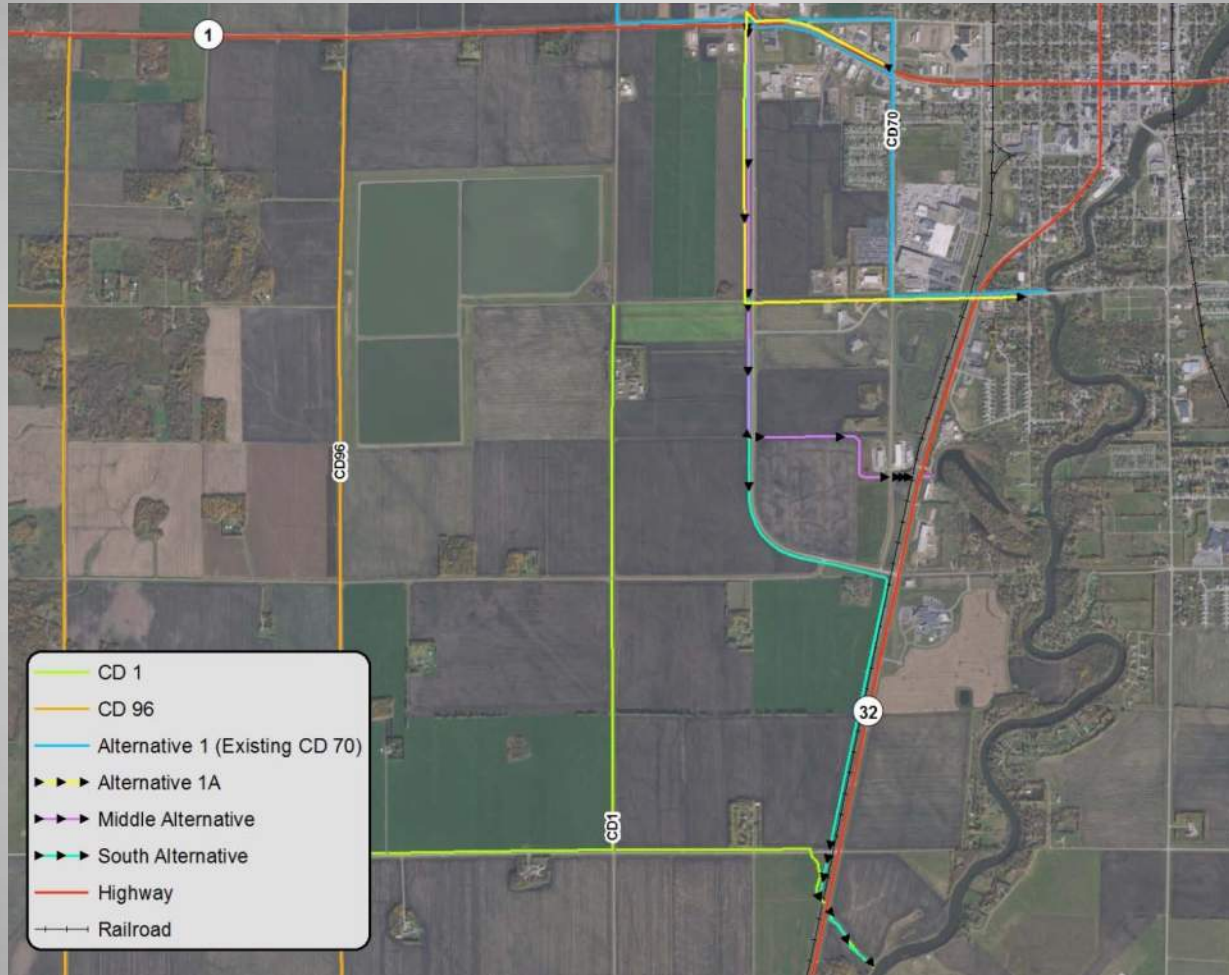 1
CD70
CD96
32
CD1
CD 1
CD 96
Alternative 1 (Existing CD 70)
Alternative 1A
Middle Alternative
South Alternative
Highway
Railroad